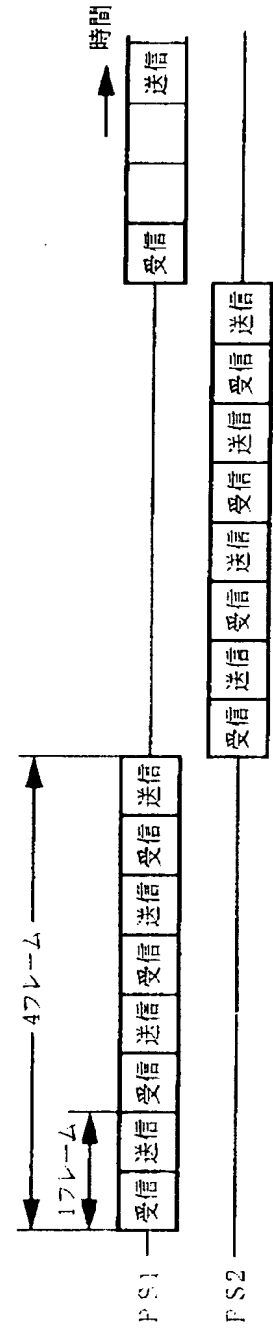 時間
4フレーム
1フレーム
PS1
受信 送信 受信 送信 受信 送信 受信 送信
受信 送信
PS2
受信 送信 受信 送信 受信 送信 受信 送信